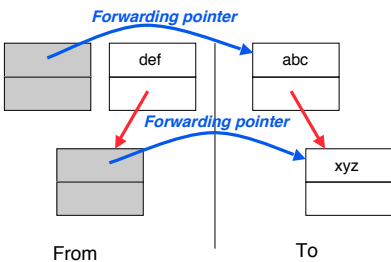 Forwarding pointer
def
abc
Forwarding pointer
xyz
From
To